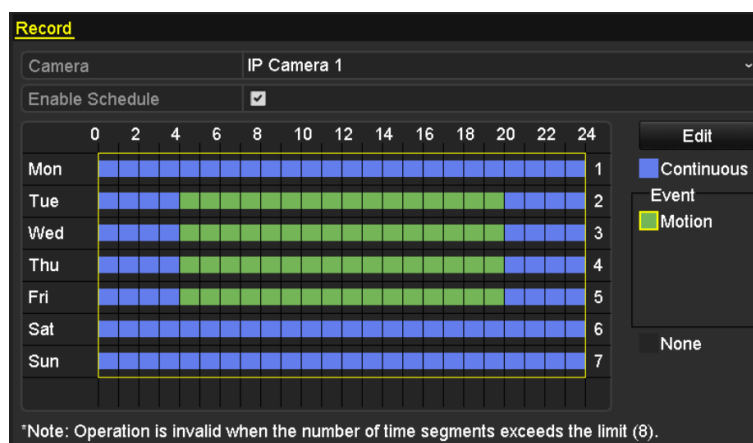 Record
Camera IP Camera 1
Enable Schedule
0 2 4 6 8 10 12 14 16 18 20 22 24 Edit
Mon 1 Continuous
Event
Tue 2 Motion
Wed 3
Thu 4
Fri 5
Sat 6
None
Sun 7
*Note: Operation is invalid when the number of time segments exceeds the limit (8).